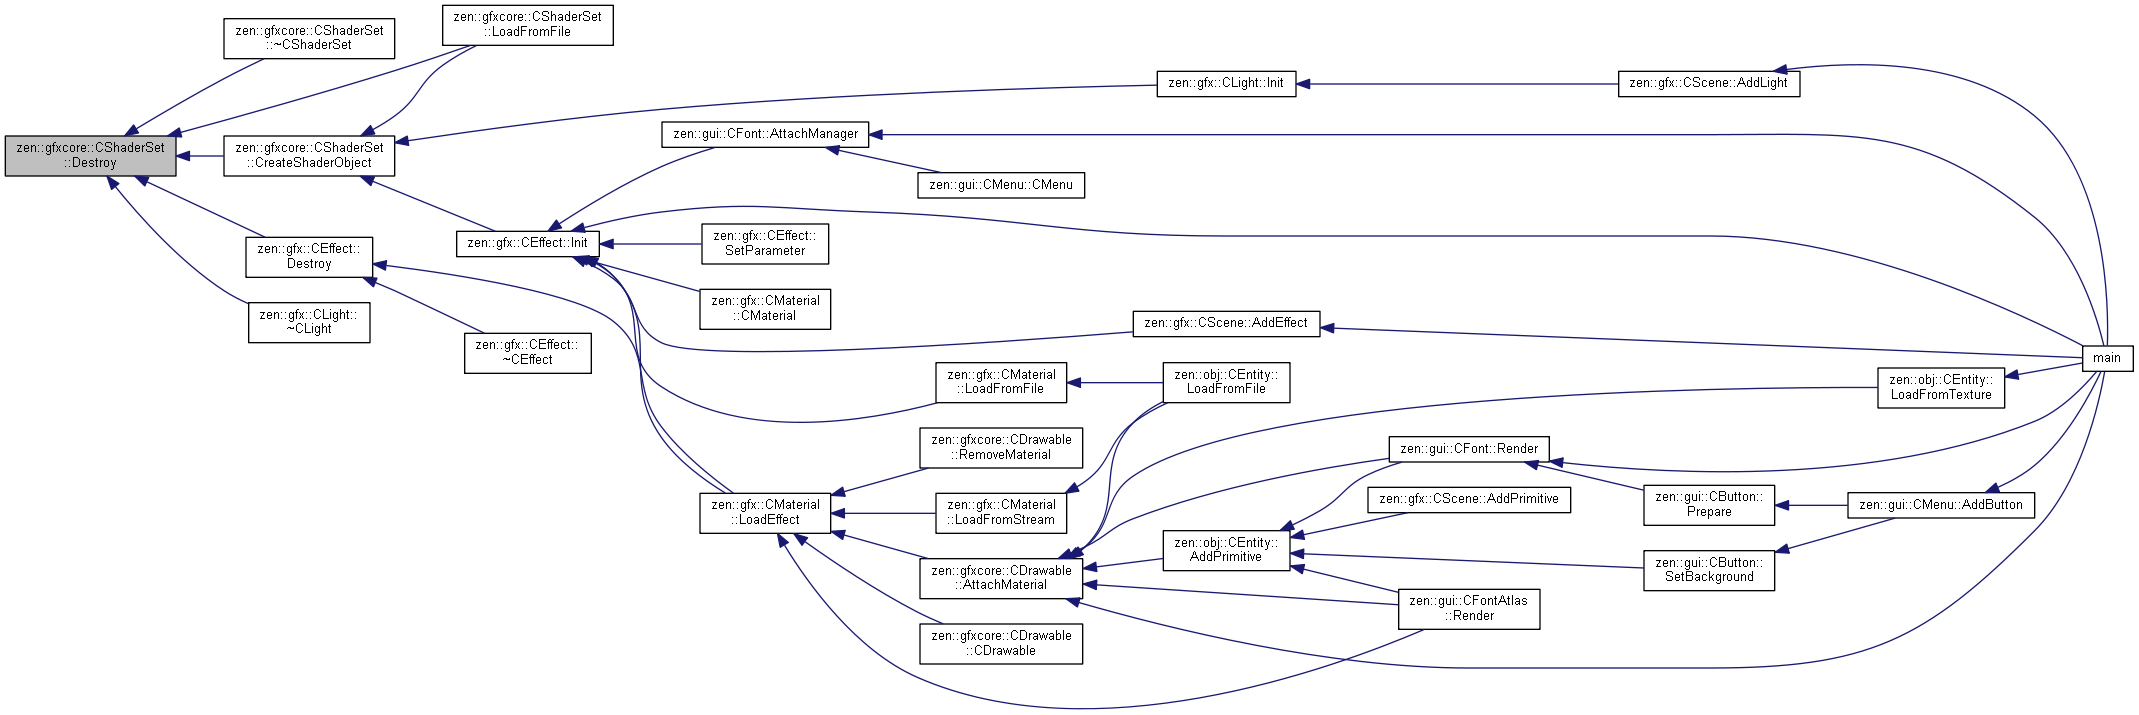 zen::gfxcore::CShaderSet
::Destroy
zen::gfxcore::CShaderSet
::~CShaderSet
zen::gfxcore::CShaderSet
::LoadFromFile
zen::gfxcore::CShaderSet
::CreateShaderObject
zen::gfx::CEffect::
Destroy
zen::gfx::CLight::
~CLight
zen::gfx::CEffect::Init
zen::gfx::CEffect::
~CEffect
zen::gui::CFont::AttachManager
zen::gui::CMenu::CMenu
zen::gfx::CEffect::
SetParameter
zen::gfx::CMaterial
::CMaterial
zen::gfx::CMaterial
::LoadEffect
zen::gfx::CMaterial
::LoadFromFile
zen::gfxcore::CDrawable
::RemoveMaterial
zen::gfx::CMaterial
::LoadFromStream
zen::gfxcore::CDrawable
::AttachMaterial
zen::gfxcore::CDrawable
::CDrawable
zen::gfx::CLight::Init
zen::gfx::CScene::AddEffect
zen::obj::CEntity::
LoadFromFile
zen::obj::CEntity::
AddPrimitive
zen::gui::CFont::Render
zen::gfx::CScene::AddPrimitive
zen::gui::CFontAtlas
::Render
zen::gfx::CScene::AddLight
zen::gui::CButton::
Prepare
zen::gui::CButton::
SetBackground
zen::obj::CEntity::
LoadFromTexture
zen::gui::CMenu::AddButton
main